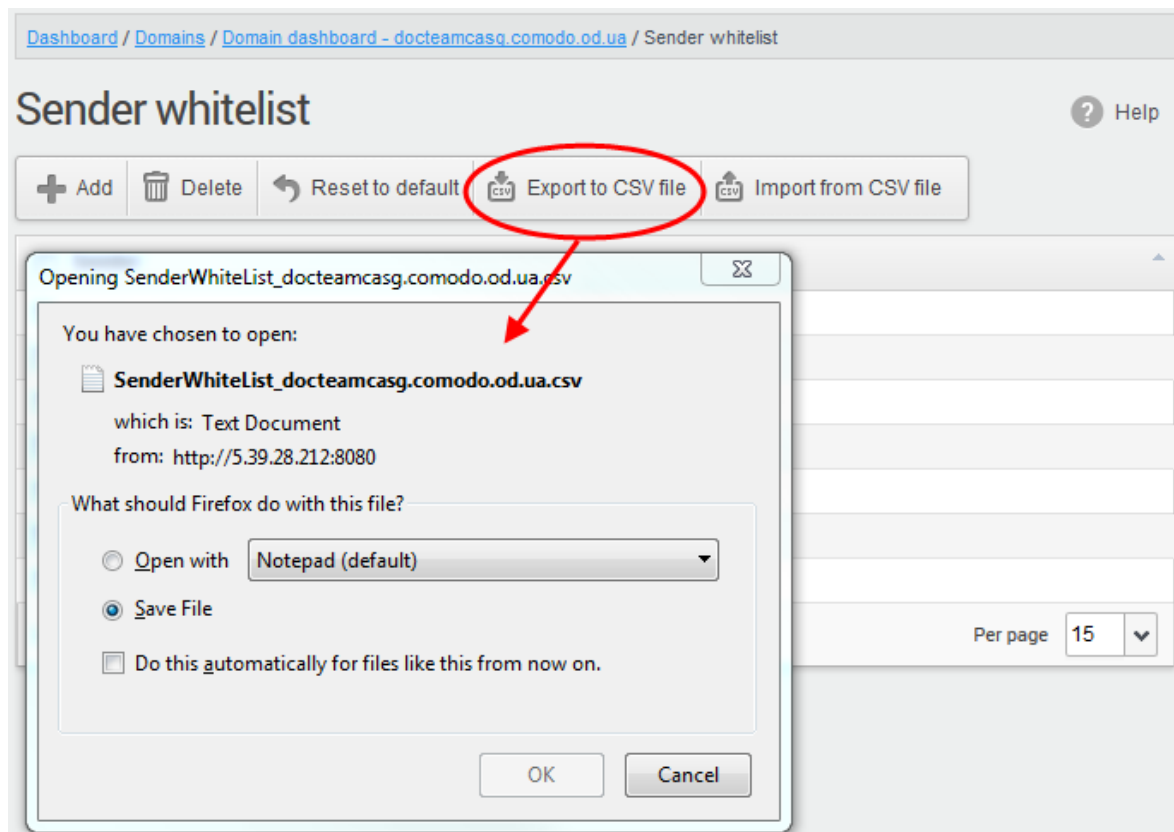 Dashboard / Domains / Domain dashboard - docteamcasg.comodo.od.ua / Sender whitelist
Sender whitelist
? Help
Add Delete Reset to default CSV Export to CSV file CSV Import from CSV file
Opening SenderWhiteList_docteamcasg.comodo.od.ua.csv
You have chosen to open:
SenderWhiteList_docteamcasg.comodo.od.ua.csv
which is: Text Document
from: http://5.39.28.212:8080
What should Firefox do with this file?
Open with Notepad (default)
Save File
Per page 15
Do this automatically for files like this from now on.
OK Cancel